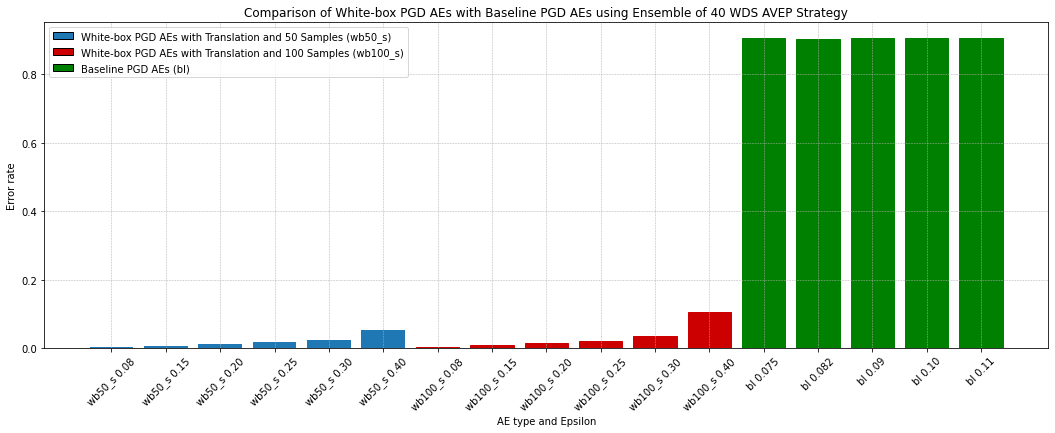 Comparison of White-box PGD AEs with Baseline PGD AEs using Ensemble of 40 WDS AVEP Strategy
White-box PGD AEs with Translation and 50 Samples (wb50_s)
White-box PGD AEs with Translation and 100 Samples (wb100_s)
Baseline PGD AEs (bl)
Error rate
0.8
0.6
0.4
0.2
0.0
wb50_s 0.08
wb50_s 0.15
wb50_s 0.20
wb50_s 0.25
wb50_s 0.30
wb50_s 0.40
wb100_s 0.08
wb100_s 0.15
wb100_s 0.20
wb100_s 0.25
wb100_s 0.30
wb100_s 0.40
bl 0.075
bl 0.082
bl 0.09
bl 0.10
bl 0.11
AE type and Epsilon